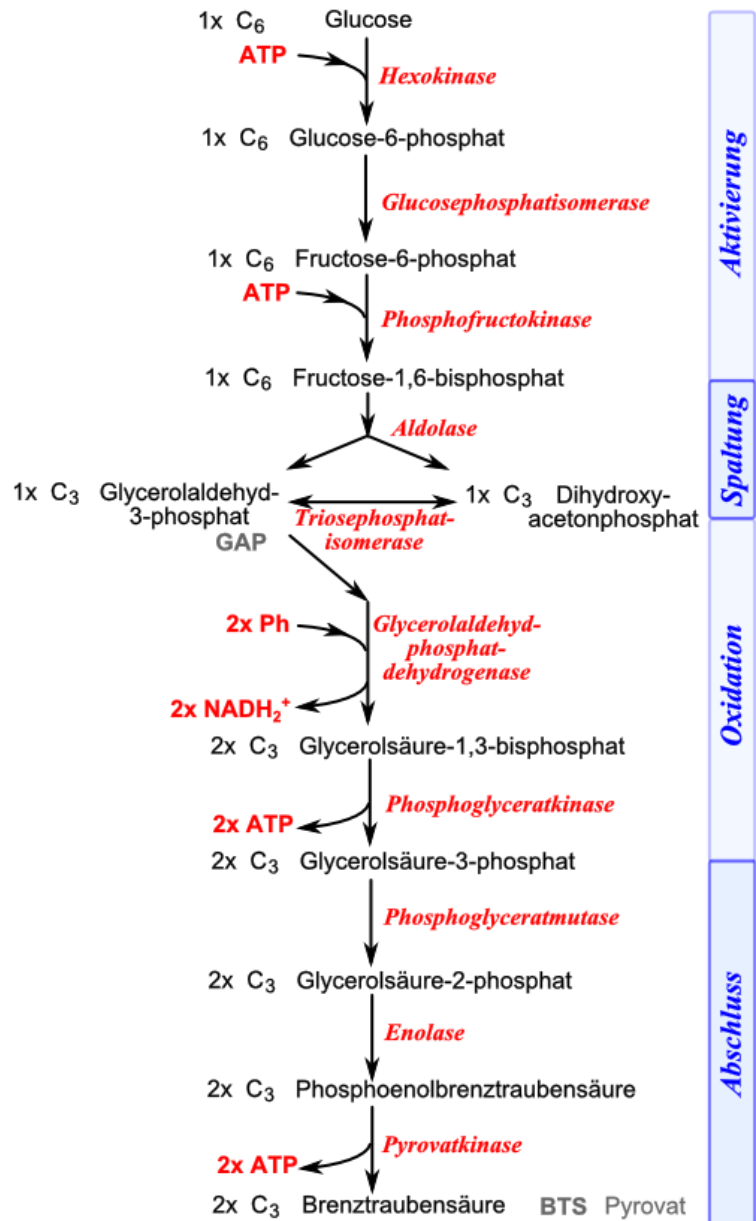 1x C₆ Glucose
ATP
Hexokinase
1x C₆ Glucose-6-phosphat
Glucosephosphatisomerase
1x C₆ Fructose-6-phosphat
ATP
Phosphofructokinase
1x C₆ Fructose-1,6-bisphosphat
Aktivierung
Aldolase
1x C₃ Glycerolaldehyd-
3-phosphat
GAP
Triosephosphat-
isomerase
1x C₃ Dihydroxy-
acetonphosphat
Spaltung
2x Ph
Glycerolaldehyd-
phosphat-
dehydrogenase
2x NADH₂⁺
2x C₃ Glycerolsäure-1,3-bisphosphat
Phosphoglyceratkinase
2x ATP
2x C₃ Glycerolsäure-3-phosphat
Oxidation
Phosphoglyceratmutase
2x C₃ Glycerolsäure-2-phosphat
Enolase
2x C₃ Phosphoenolbrenztraubensäure
Pyrovatkinase
2x ATP
2x C₃ Brenztraubensäure BTS Pyrovat
Abschluss